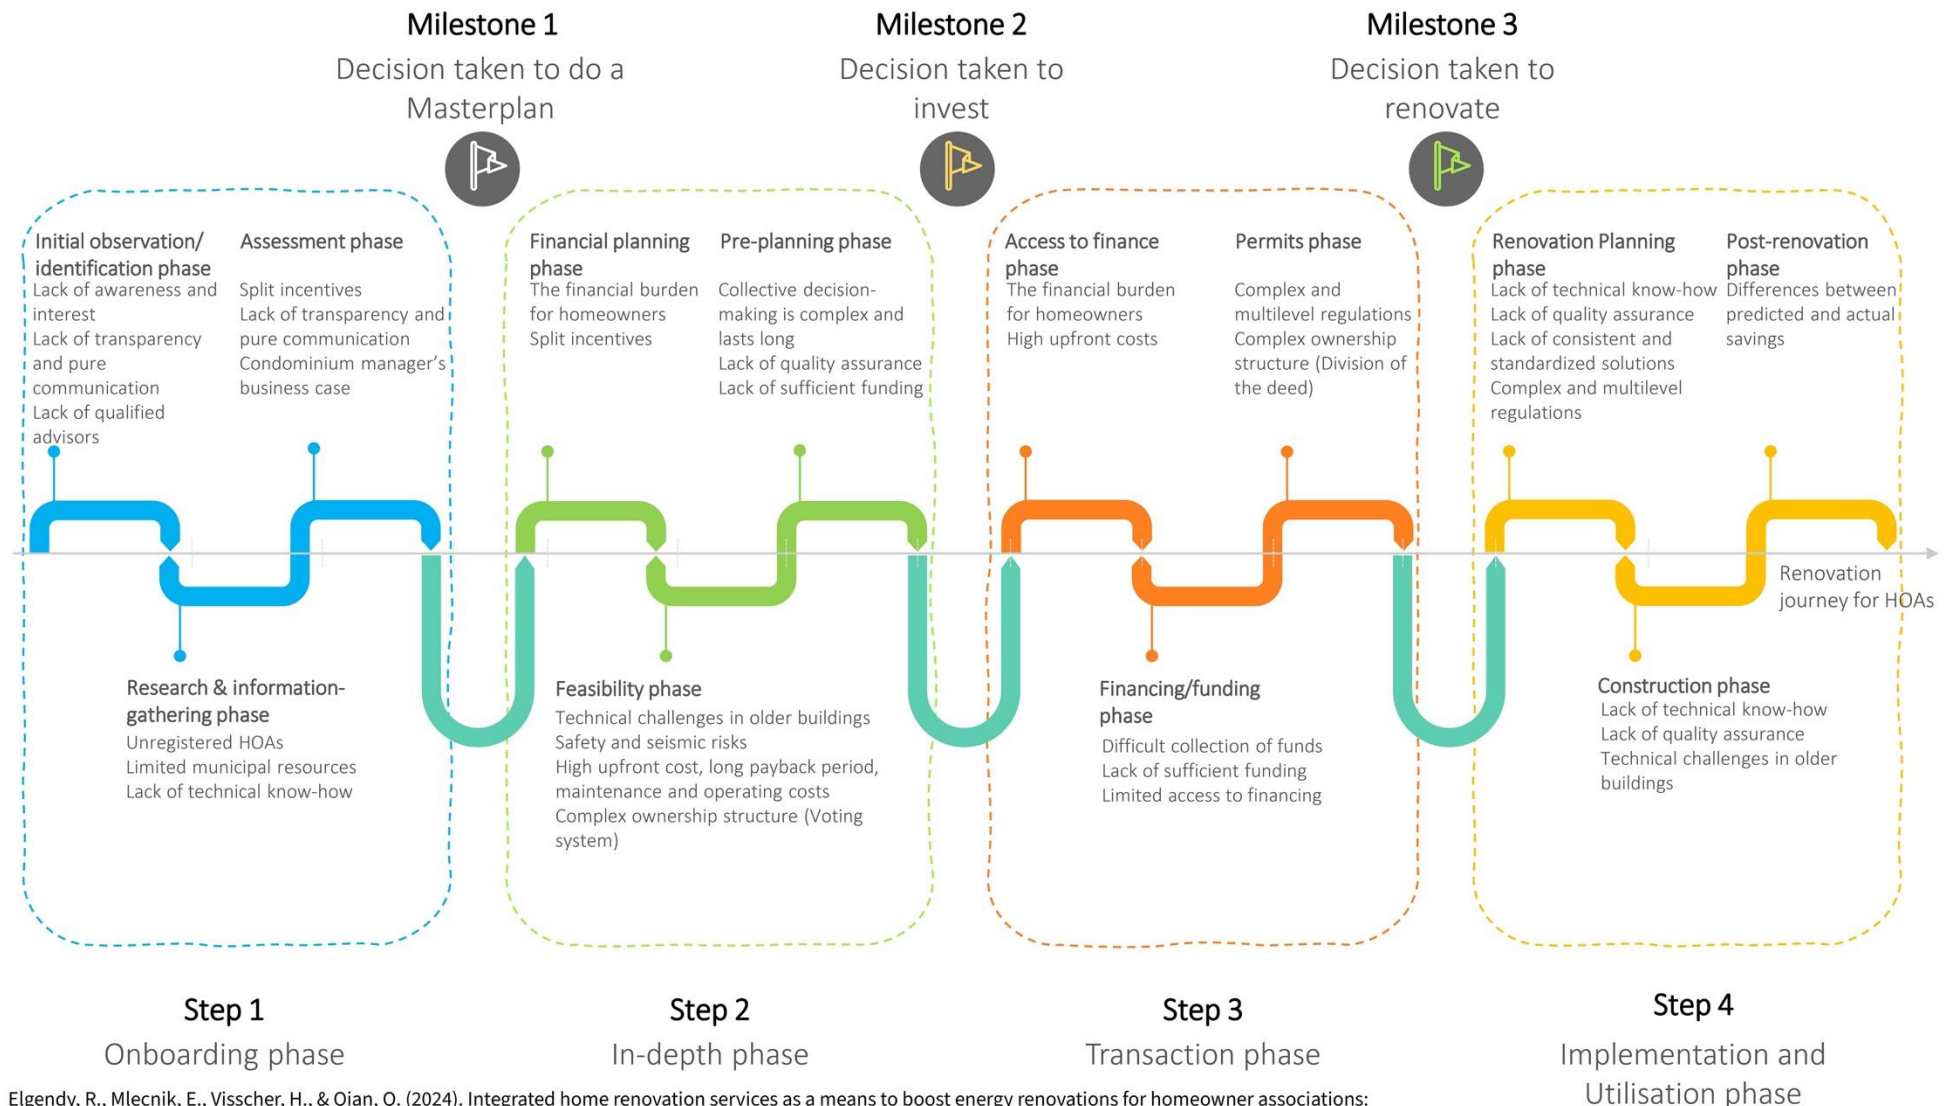 Milestone 1
Decision taken to do a
Masterplan
Milestone 2
Decision taken to
invest
Milestone 3
Decision taken to
renovate
Initial observation/
identification phase
Lack of awareness and
interest
Lack of transparency
and pure
communication
Lack of qualified
advisors
Assessment phase
Split incentives
Lack of transparency and
pure communication
Condominium manager's
business case
Financial planning
phase
The financial burden
for homeowners
Split incentives
Pre-planning phase
Collective decision-
making is complex and
lasts long
Lack of quality assurance
Lack of sufficient funding
Access to finance
phase
The financial burden
for homeowners
High upfront costs
Permits phase
Complex and
multilevel regulations
Complex ownership
structure (Division of
the deed)
Renovation Planning
phase
Lack of technical know-how
Lack of quality assurance
Lack of consistent and
standardized solutions
Complex and multilevel
regulations
Post-renovation
phase
Differences between
predicted and actual
savings
Renovation
journey for HOAs
Research & information-
gathering phase
Unregistered HOAs
Limited municipal resources
Lack of technical know-how
Feasibility phase
Technical challenges in older buildings
Safety and seismic risks
High upfront cost, long payback period,
maintenance and operating costs
Complex ownership structure (Voting
system)
Financing/funding
phase
Difficult collection of funds
Lack of sufficient funding
Limited access to financing
Construction phase
Lack of technical know-how
Lack of quality assurance
Technical challenges in older
buildings
Step 1
Onboarding phase
Step 2
In-depth phase
Step 3
Transaction phase
Step 4
Implementation and
Utilisation phase
Elgendy, R., Mlecnik, E., Visscher, H., & Qian, Q. (2024). Integrated home renovation services as a means to boost energy renovations for homeowner associations: